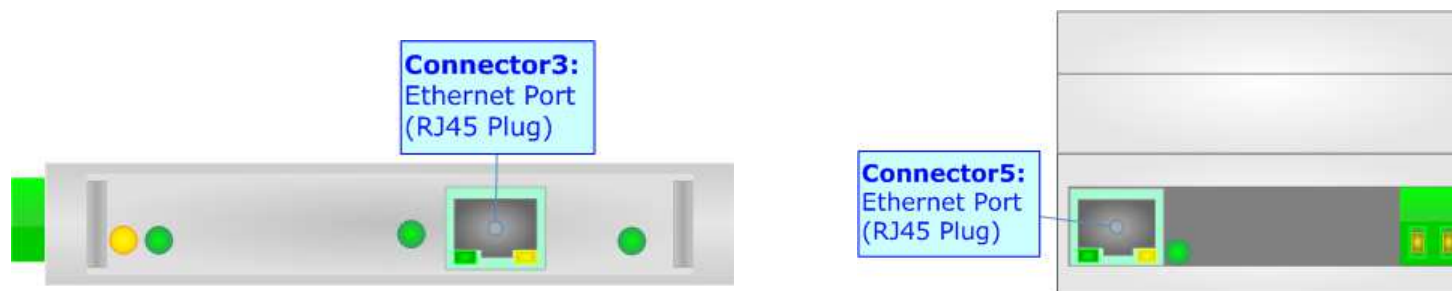 Connector3:
Ethernet Port
(RJ45 Plug)
Connector5:
Ethernet Port
(RJ45 Plug)